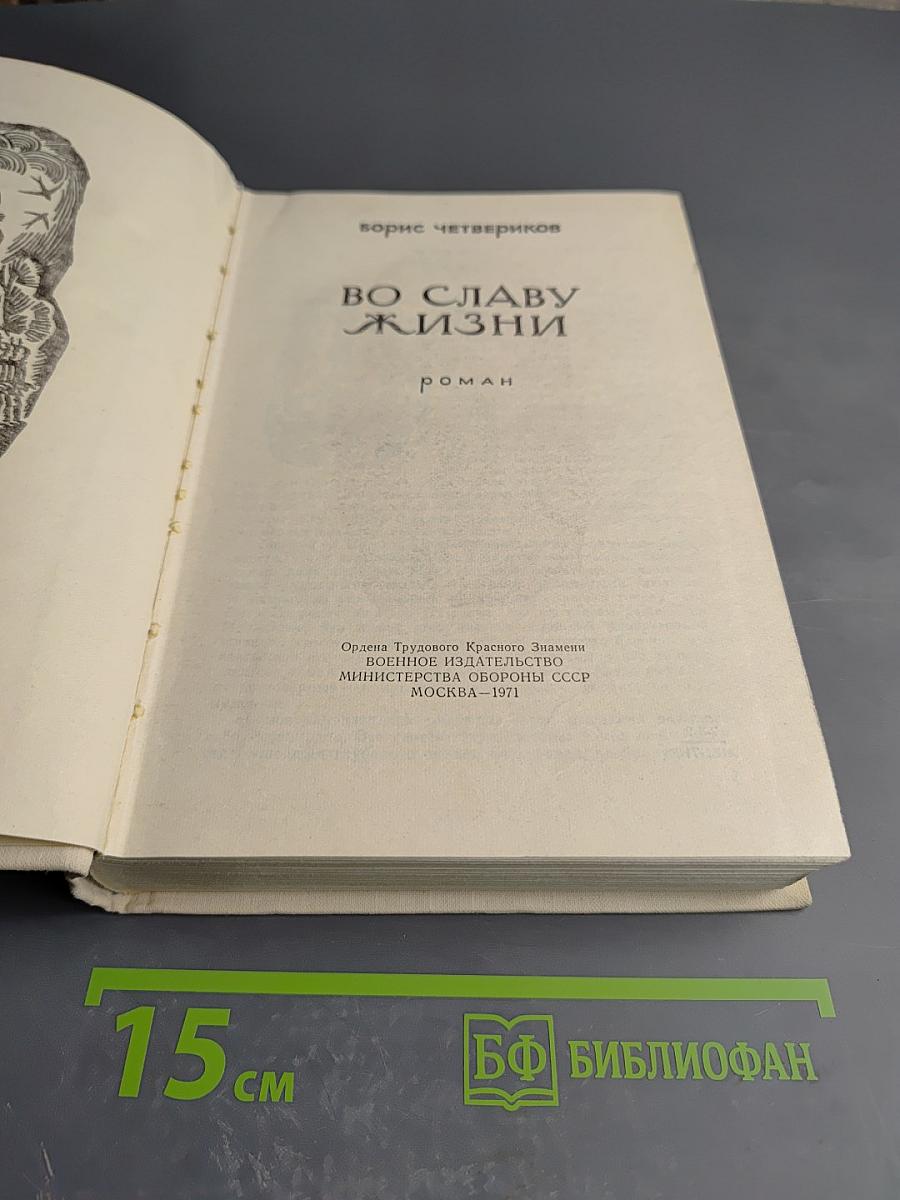 Борис Четвериков
ВО СЛАВУ
ЖИЗНИ
роман
Ордена Трудового Красного Знамени
ВОЕННОЕ ИЗДАТЕЛЬСТВО
МИНИСТЕРСТВА ОБОРОНЫ СССР
МОСКВА—1971
15 см
БФ БИБЛИОФАН